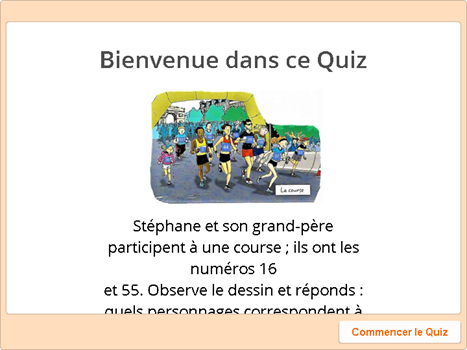 Bienvenue dans ce Quiz
La course
Stéphane et son grand-père
participent à une course ; ils ont les
numéros 16
et 55. Observe le dessin et réponds :
quels personnages correspondent à
Commencer le Quiz